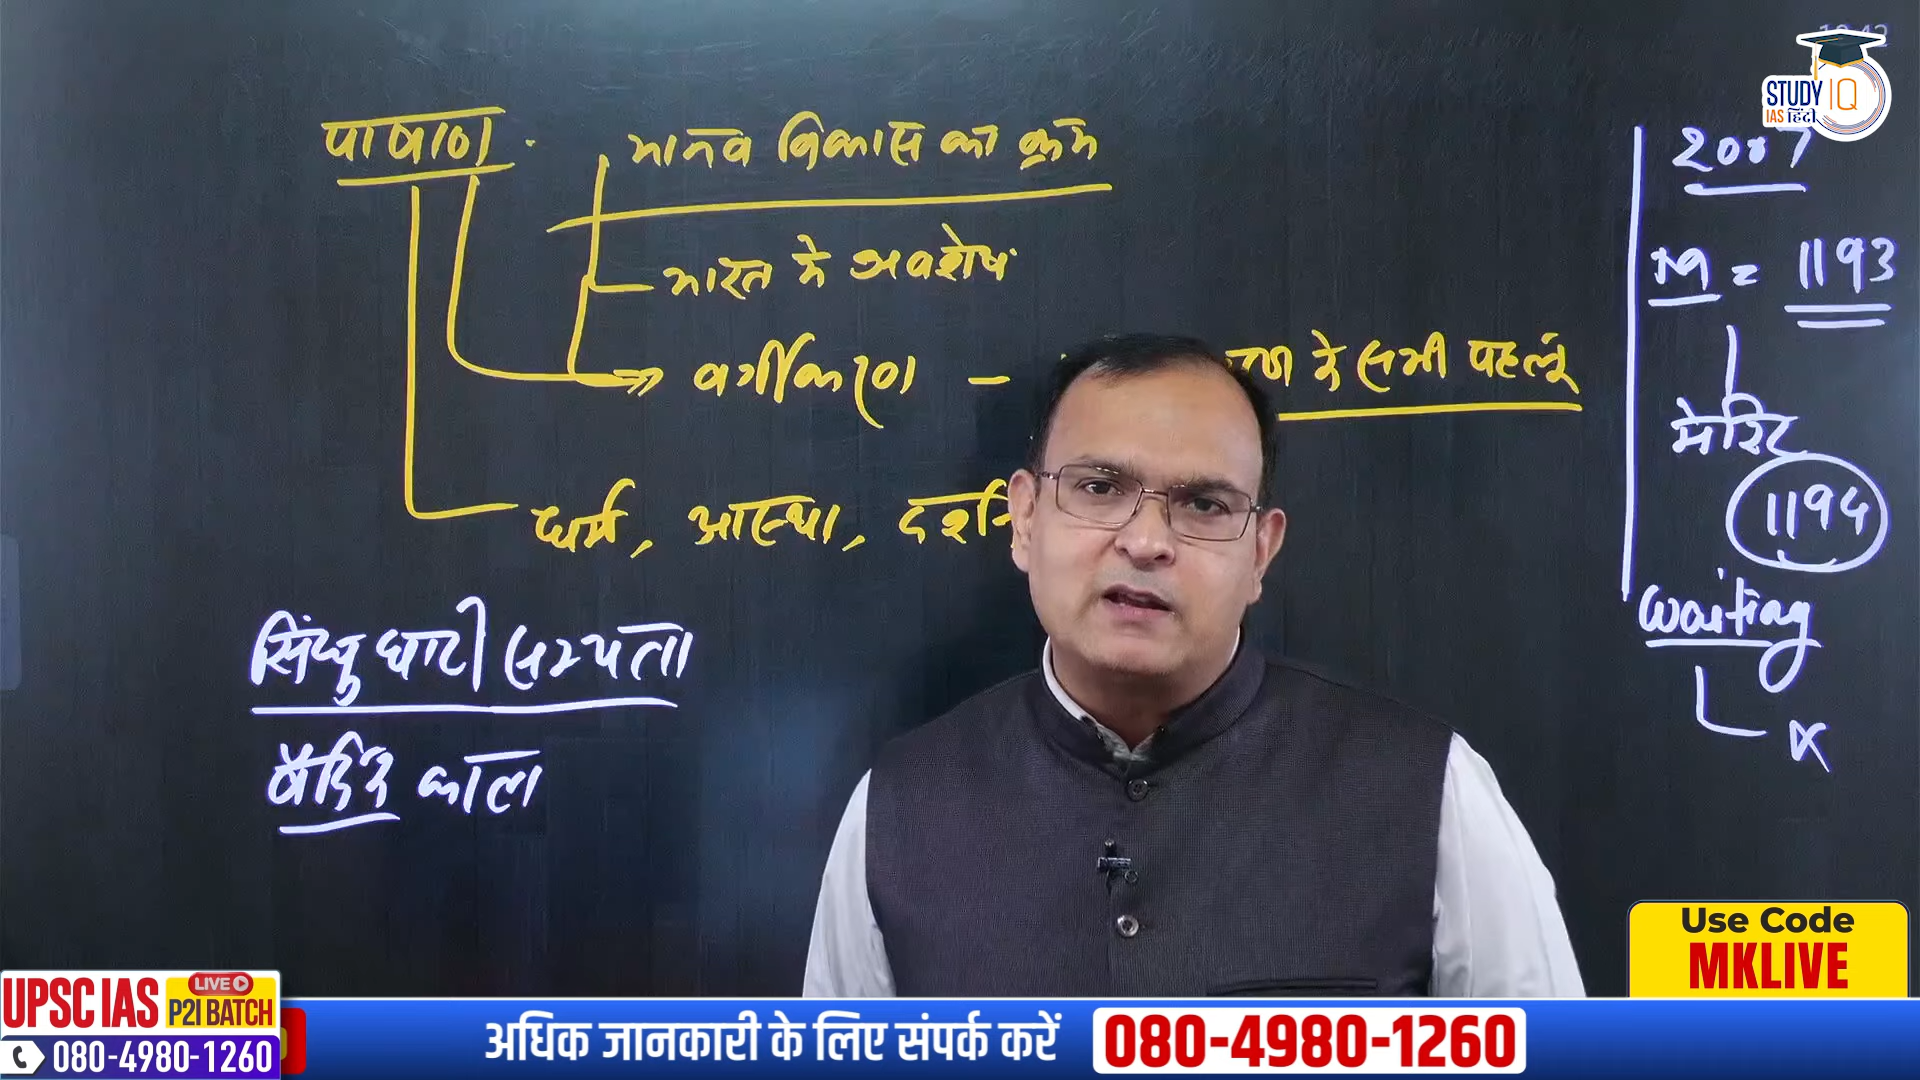 STUDY IQ
IAS हिंदी
पाषाण
मानव विकास का क्रम
भारत में अवशेष
वर्गीकरण –
के सभी पहलू
धर्म, आस्था,
सिंधु घाटी सभ्यता
वैदिक काल
2007
M = 1193
मेरिट
1194
waiting
x
Use Code
MKLIVE
UPSC IAS
LIVE
P2I BATCH
080-4980-1260
अधिक जानकारी के लिए संपर्क करें
080-4980-1260